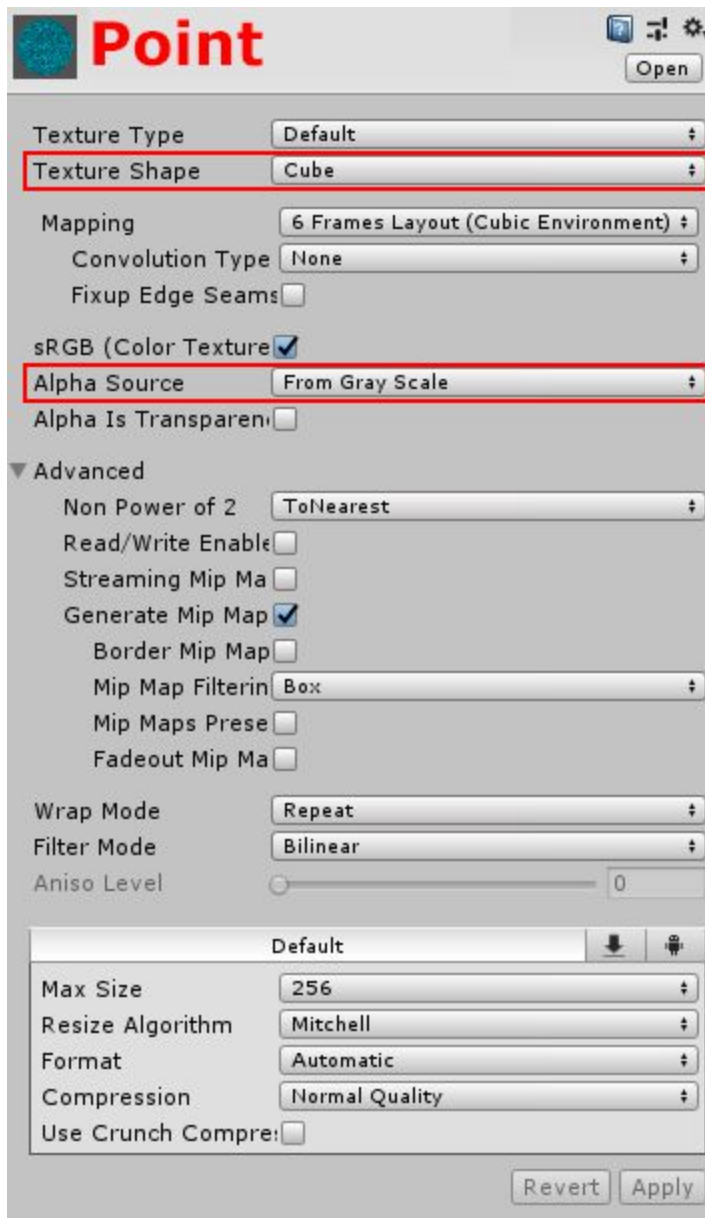 Point
Open
Texture Type Default
Texture Shape Cube
Mapping 6 Frames Layout (Cubic Environment)
Convolution Type None
Fixup Edge Seams
sRGB (Color Texture
Alpha Source From Gray Scale
Alpha Is Transparen
Advanced
Non Power of 2 ToNearest
Read/Write Enable
Streaming Mip Ma
Generate Mip Map
Border Mip Map
Mip Map Filterin Box
Mip Maps Prese
Fadeout Mip Ma
Wrap Mode Repeat
Filter Mode Bilinear
Aniso Level 0
Default
Max Size 256
Resize Algorithm Mitchell
Format Automatic
Compression Normal Quality
Use Crunch Compre
Revert Apply